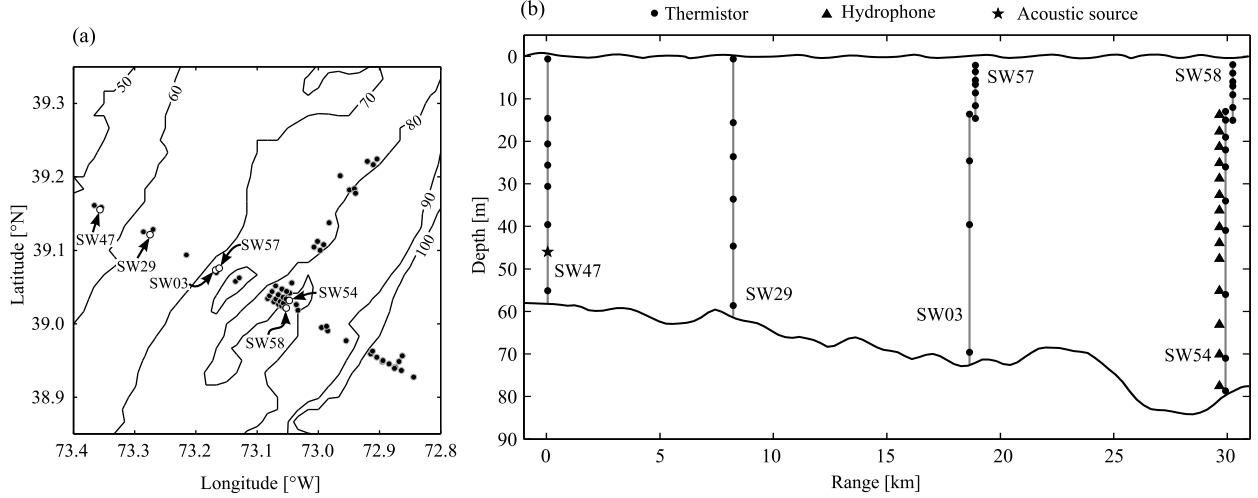 (a)
39.3
39.2
39.1
39.0
38.9
73.4 73.3 73.2 73.1 73.0 72.9 72.8
Latitude [°N]
Longitude [°W]
50
60
70
80
90
100
SW47
SW29
SW03
SW57
SW54
SW58
(b)
Thermistor Hydrophone Acoustic source
0
10
20
30
40
50
60
70
80
90
0 5 10 15 20 25 30
Depth [m]
Range [km]
SW57
SW58
SW47
SW29
SW03
SW54